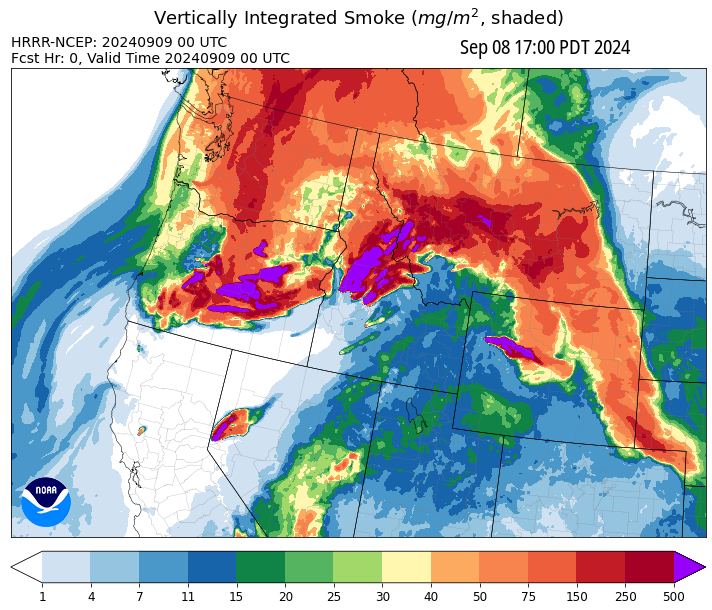 Vertically Integrated Smoke (mg/m², shaded)
HRRR-NCEP: 20240909 00 UTC
Fcst Hr: 0, Valid Time 20240909 00 UTC
Sep 08 17:00 PDT 2024
NOAA
1 4 7 11 15 20 25 30 40 50 75 150 250 500